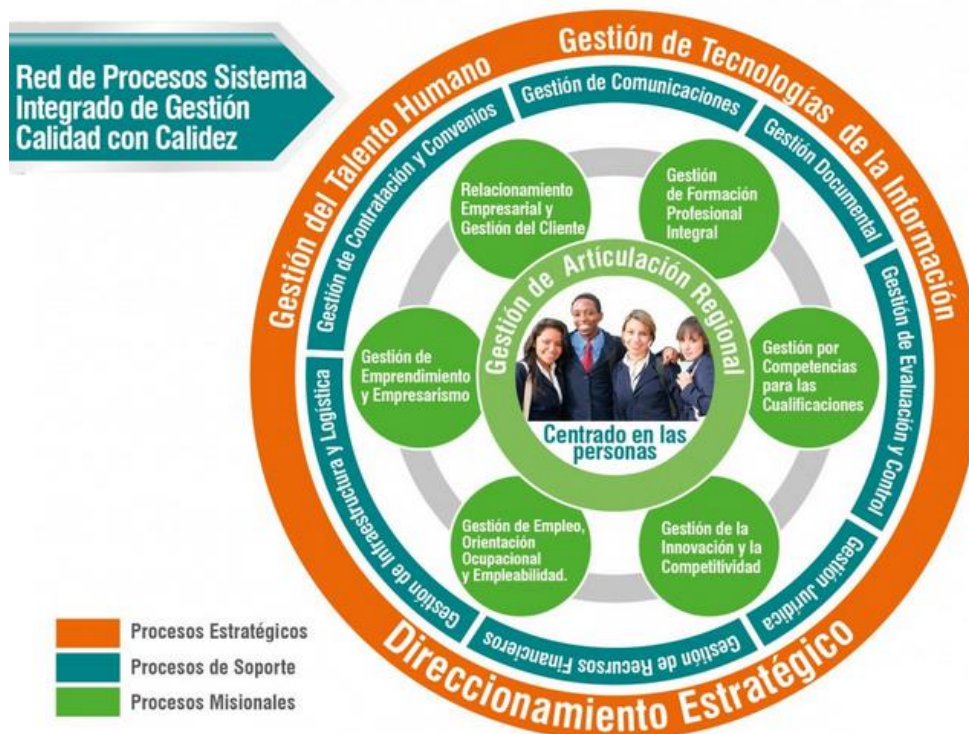 Red de Procesos Sistema
Integrado de Gestión
Calidad con Calidez
Gestión del Talento Humano
Gestión de Tecnologías de la Información
Direccionamiento Estratégico
Gestión de Contratación y Convenios
Gestión de Comunicaciones
Gestión Documental
Gestión de Evaluación y Control
Gestión Jurídica
Gestión de Recursos Financieros
Gestión de Infraestructura y Logística
Relacionamiento
Empresarial y
Gestión del Cliente
Gestión
de Formación
Profesional
Integral
Gestión de
Emprendimiento
y Empresarismo
Gestión por
Competencias
para las
Cualificaciones
Gestión de Empleo,
Orientación
Ocupacional
y Empleabilidad.
Gestión de la
Innovación y la
Competitividad
Gestión de Articulación Regional
Centrado en las
personas
Procesos Estratégicos
Procesos de Soporte
Procesos Misionales